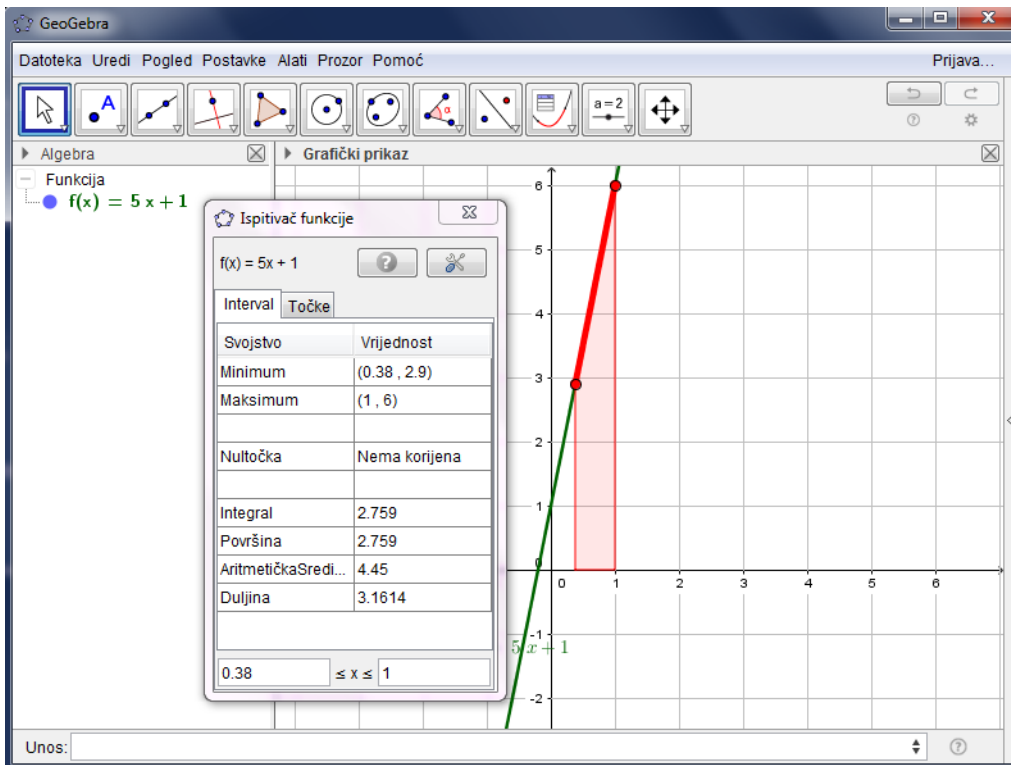 GeoGebra
Datoteka Uredi Pogled Postavke Alati Prozor Pomoć Prijava...
A
α
a=2
Algebra
Grafički prikaz
Funkcija
f(x) = 5 x + 1
Ispitivač funkcije
f(x) = 5x + 1
Interval Točke
Svojstvo Vrijednost
Minimum (0.38 , 2.9)
Maksimum (1 , 6)
Nultočka Nema korijena
Integral 2.759
Površina 2.759
AritmetičkaSredi... 4.45
Duljina 3.1614
0.38 ≤ x ≤ 1
6
5
4
3
2
1
0
-1
-2
0 1 2 3 4 5 6
5 x + 1
Unos: